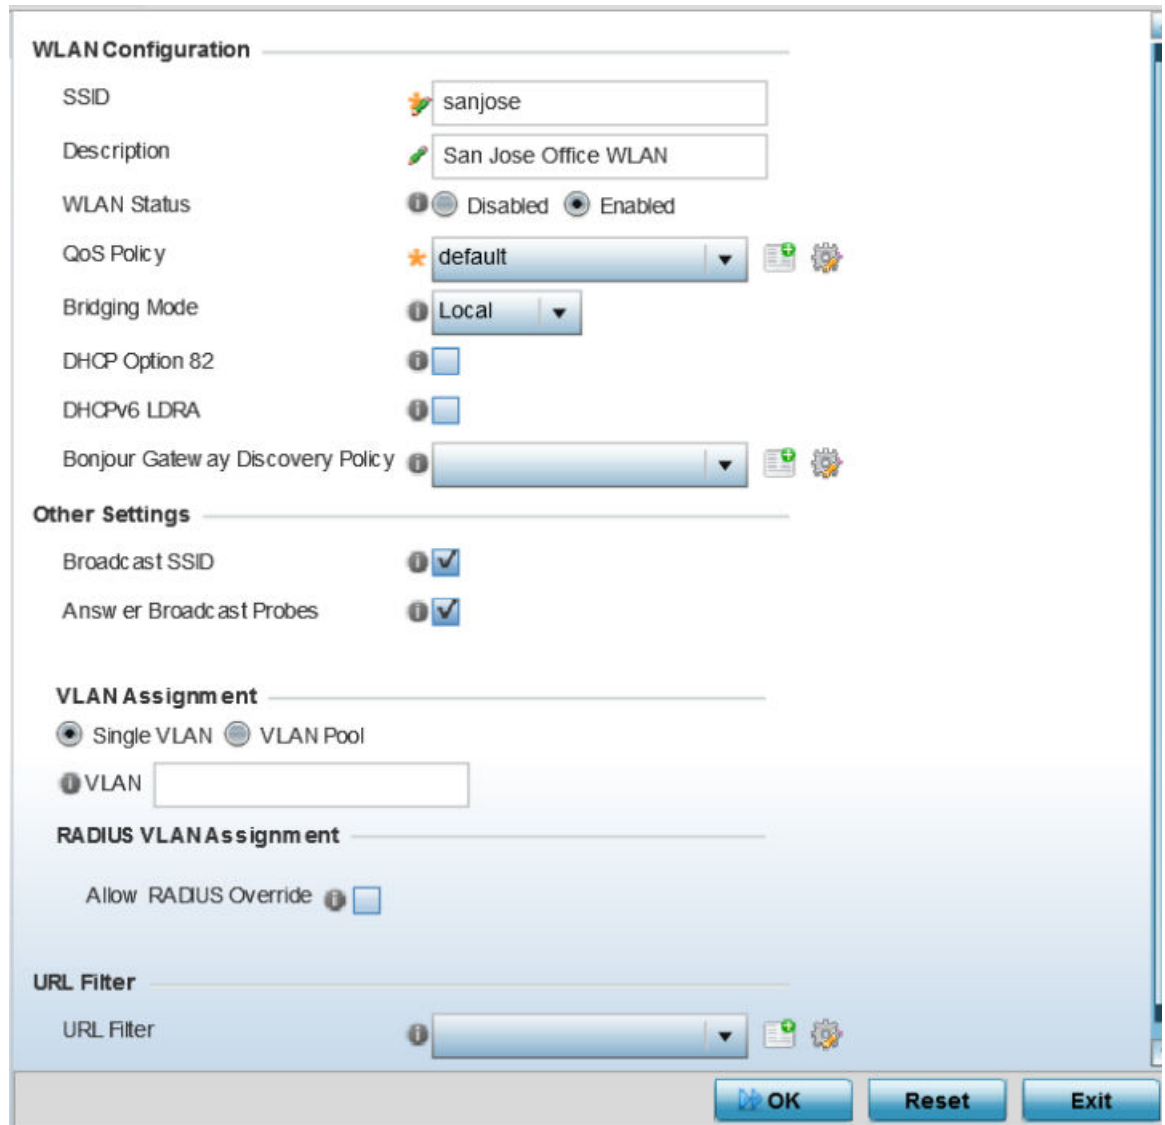 WLAN Configuration
SSID sanjose
Description San Jose Office WLAN
WLAN Status Disabled Enabled
QoS Policy default
Bridging Mode Local
DHCP Option 82
DHCPv6 LDRA
Bonjour Gateway Discovery Policy
Other Settings
Broadcast SSID
Answer Broadcast Probes
VLAN Assignment
Single VLAN VLAN Pool
VLAN
RADIUS VLAN Assignment
Allow RADIUS Override
URL Filter
URL Filter
OK Reset Exit